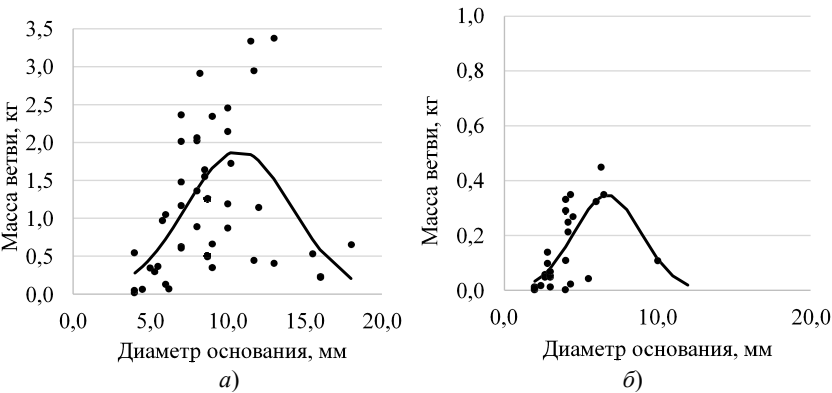 3,5
3,0
2,5
2,0
1,5
1,0
0,5
0,0
0,0 5,0 10,0 15,0 20,0
Масса ветви, кг
Диаметр основания, мм
а)
1,0
0,8
0,6
0,4
0,2
0,0
0,0 10,0 20,0
Масса ветви, кг
Диаметр основания, мм
б)